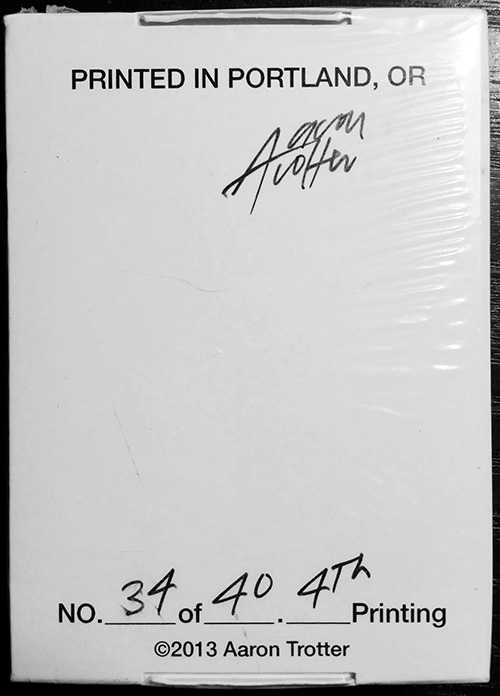 PRINTED IN PORTLAND, OR
Aaron
Trotter
NO. 34 of 40. 4Th Printing
©2013 Aaron Trotter